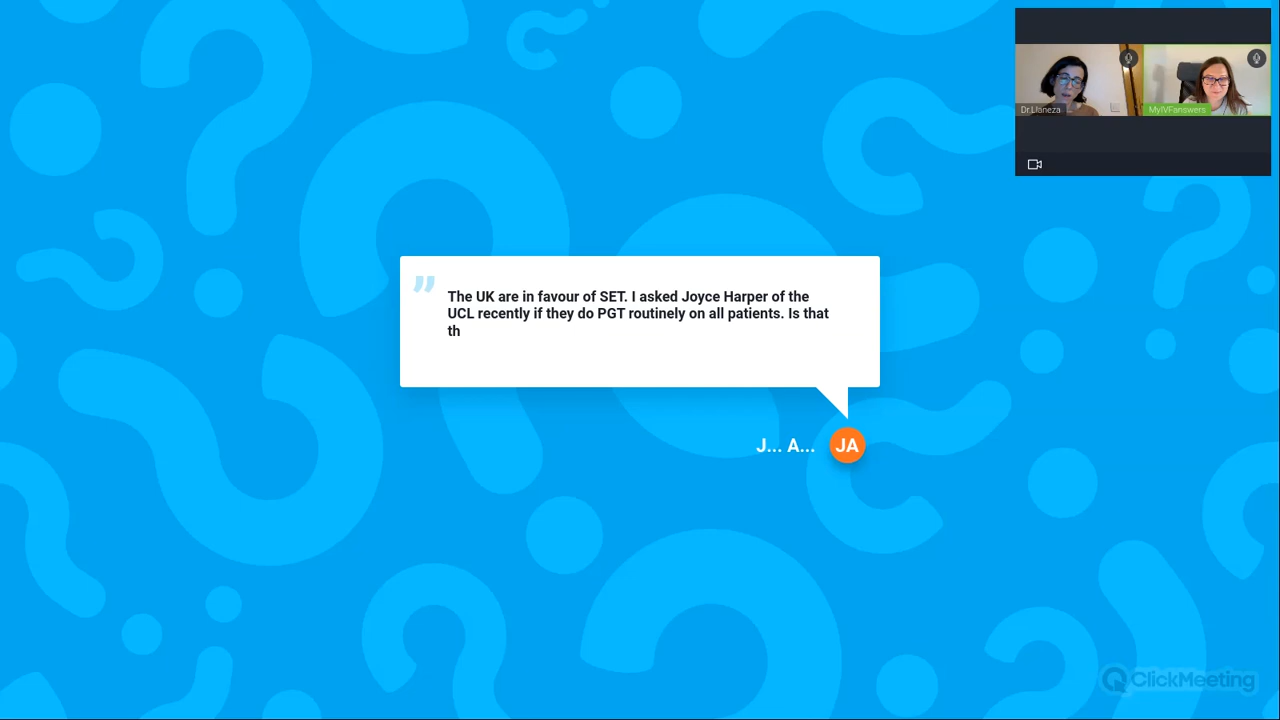 Dr.Llaneza
MyIVFanswers
”
The UK are in favour of SET. I asked Joyce Harper of the
UCL recently if they do PGT routinely on all patients. Is that
th
J... A...
JA
ClickMeeting